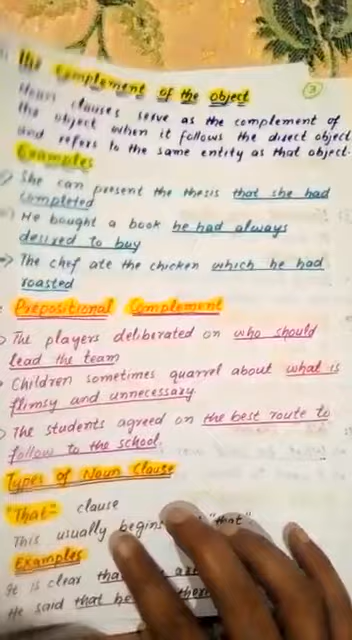 The Complement of the object
3
Noun clauses serve as the complement of
the object when it follows the direct object
and refers to the same entity as that object.
Examples
She can present the thesis that she had
completed
He bought a book he had always
desired to buy
The chef ate the chicken which he had
roasted
Prepositional Complement
The players deliberated on who should
lead the team
Children sometimes quarrel about what is
flimsy and unnecessary
The students agreed on the best route to
follow to the school
Types of Noun Clause
"That" clause
This usually begins "that"
Examples
It is clear
He said that